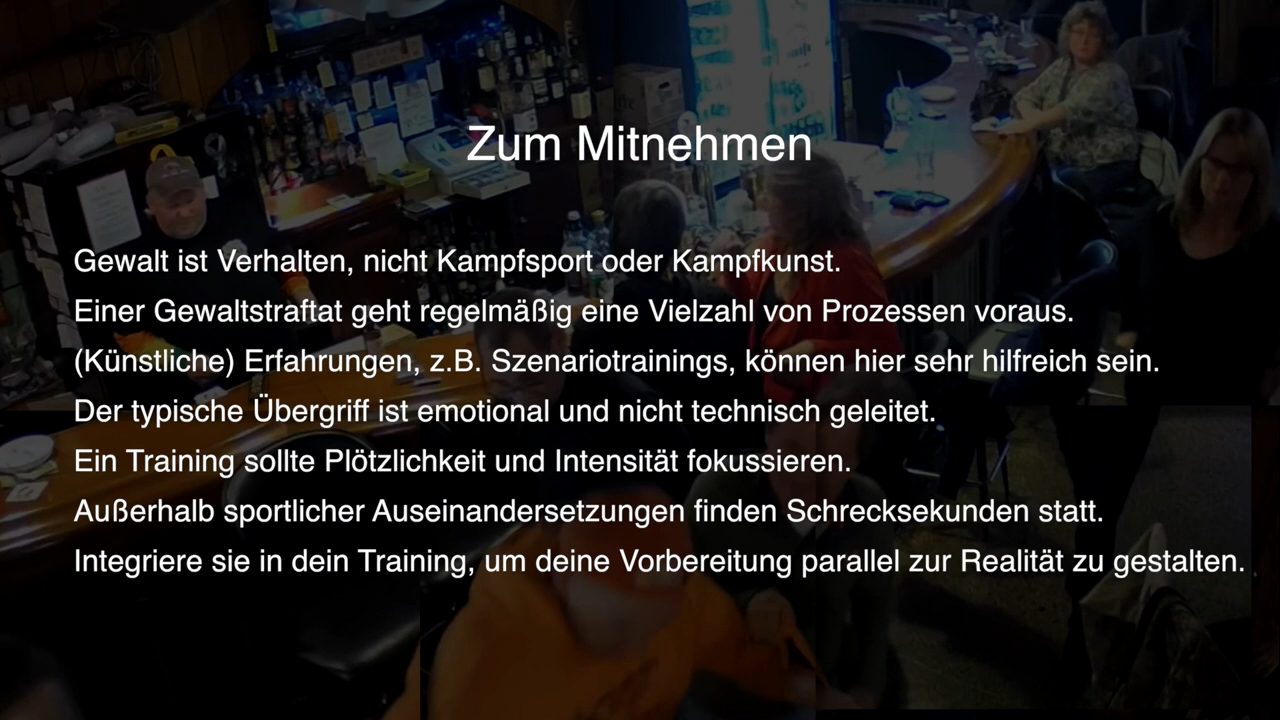 Zum Mitnehmen
Gewalt ist Verhalten, nicht Kampfsport oder Kampfkunst.
Einer Gewaltstraftat geht regelmäßig eine Vielzahl von Prozessen voraus.
(Künstliche) Erfahrungen, z.B. Szenariotrainings, können hier sehr hilfreich sein.
Der typische Übergriff ist emotional und nicht technisch geleitet.
Ein Training sollte Plötzlichkeit und Intensität fokussieren.
Außerhalb sportlicher Auseinandersetzungen finden Schrecksekunden statt.
Integriere sie in dein Training, um deine Vorbereitung parallel zur Realität zu gestalten.